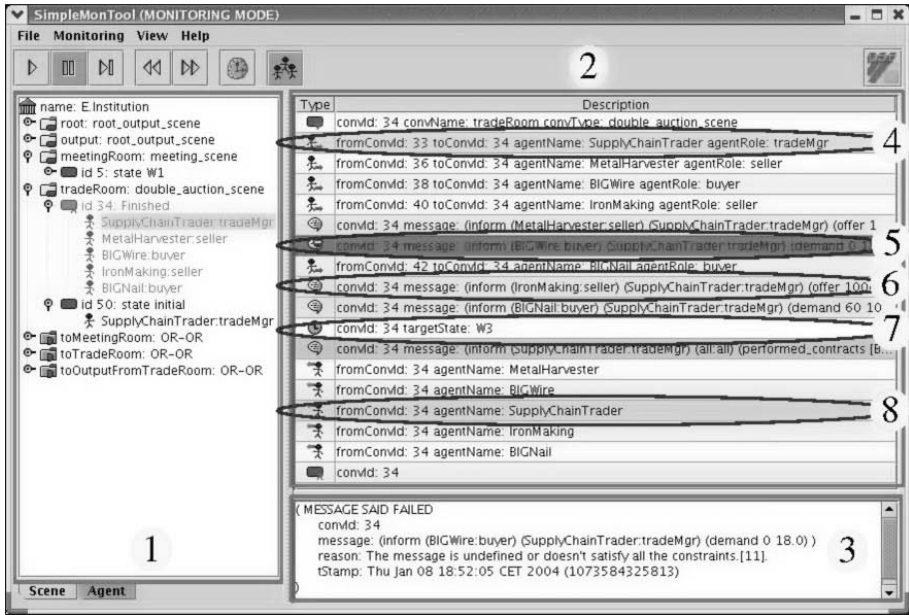 SimpleMonTool (MONITORING MODE)
File Monitoring View Help
2
name: E.Institution
root: root_output_scene
output: root_output_scene
meetingRoom: meeting_scene
id 5: state W1
tradeRoom: double_auction_scene
id 34: Finished
SupplyChainTrader:tradeMgr
MetalHarvester:seller
BIGWire:buyer
IronMaking:seller
BIGNail:buyer
id 50: state initial
SupplyChainTrader:tradeMgr
toMeetingRoom: OR-OR
toTradeRoom: OR-OR
toOutputFromTradeRoom: OR-OR
1
Scene Agent
Type Description
convId: 34 convName: tradeRoom convType: double_auction_scene
fromConvId: 33 toConvId: 34 agentName: SupplyChainTrader agentRole: tradeMgr
4
fromConvId: 36 toConvId: 34 agentName: MetalHarvester agentRole: seller
fromConvId: 38 toConvId: 34 agentName: BIGWire agentRole: buyer
fromConvId: 40 toConvId: 34 agentName: IronMaking agentRole: seller
convId: 34 message: (inform (MetalHarvester:seller) (SupplyChainTrader:tradeMgr) (offer 1
convId: 34 message: (inform (BIGWire:buyer) (SupplyChainTrader:tradeMgr) (demand 0 1
5
fromConvId: 42 toConvId: 34 agentName: BIGNail agentRole: buyer
convId: 34 message: (inform (IronMaking:seller) (SupplyChainTrader:tradeMgr) (offer 100
6
convId: 34 message: (inform (BIGNail:buyer) (SupplyChainTrader:tradeMgr) (demand 60 10
convId: 34 targetState: W3
7
convId: 34 message: (inform (SupplyChainTrader:tradeMgr) (all:all) (performed_contracts [B...
fromConvId: 34 agentName: MetalHarvester
fromConvId: 34 agentName: BIGWire
fromConvId: 34 agentName: SupplyChainTrader
8
fromConvId: 34 agentName: IronMaking
fromConvId: 34 agentName: BIGNail
convId: 34
( MESSAGE SAID FAILED
convId: 34
message: (inform (BIGWire:buyer) (SupplyChainTrader:tradeMgr) (demand 0 18.0) )
reason: The message is undefined or doesn't satisfy all the constraints.[11].
tStamp: Thu Jan 08 18:52:05 CET 2004 (1073584325813)
)
3